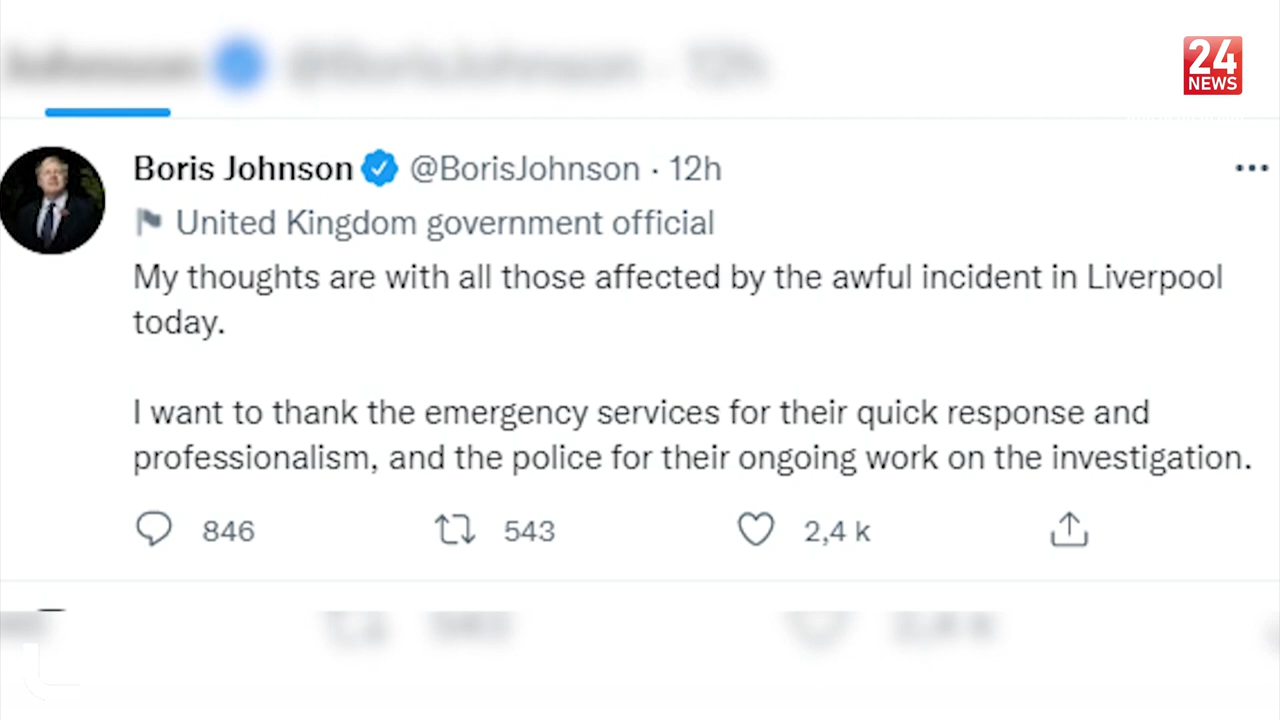 24
NEWS
Boris Johnson @BorisJohnson · 12h
United Kingdom government official
My thoughts are with all those affected by the awful incident in Liverpool
today.
I want to thank the emergency services for their quick response and
professionalism, and the police for their ongoing work on the investigation.
846 543 2,4 k